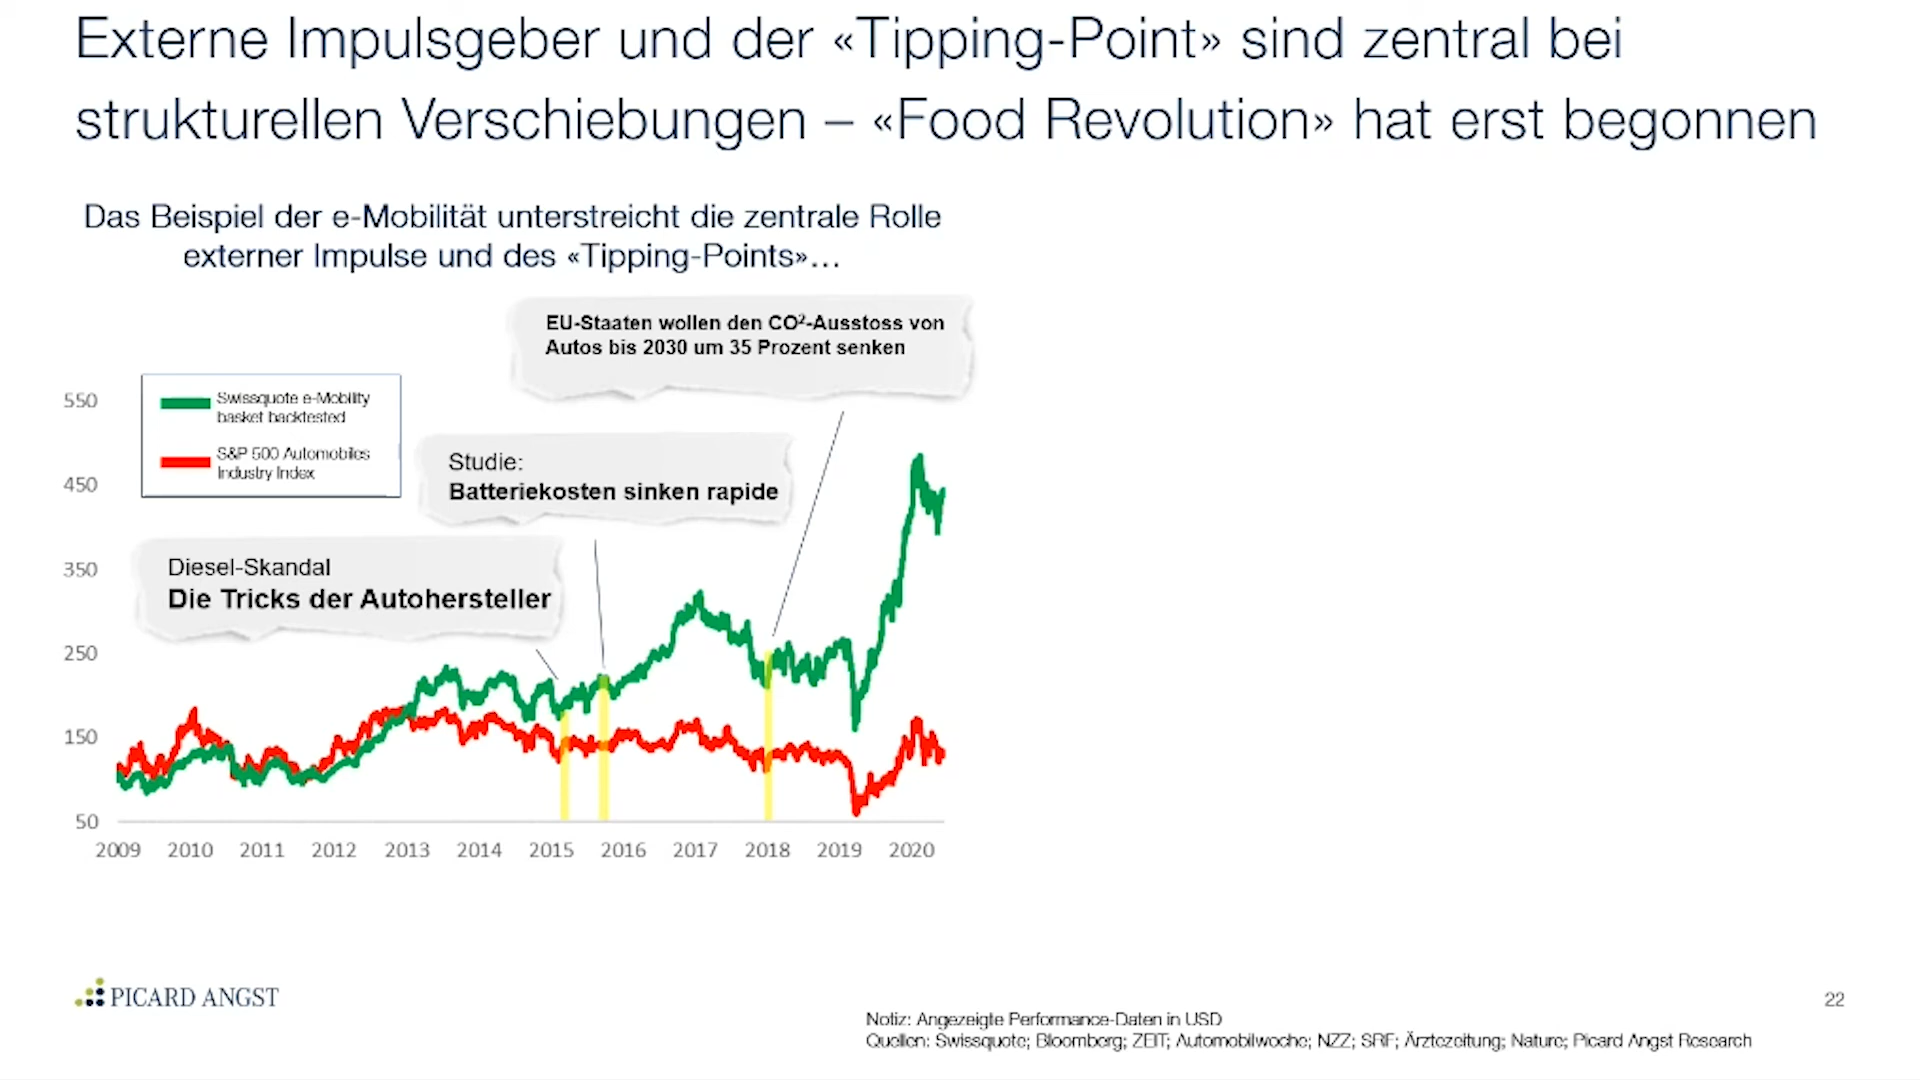 Externe Impulsgeber und der «Tipping-Point» sind zentral bei
strukturellen Verschiebungen – «Food Revolution» hat erst begonnen
Das Beispiel der e-Mobilität unterstreicht die zentrale Rolle
externer Impulse und des «Tipping-Points»…
EU-Staaten wollen den CO²-Ausstoss von
Autos bis 2030 um 35 Prozent senken
Swissquote e-Mobility
basket backtested
S&P 500 Automobiles
Industry Index
Studie:
Batteriekosten sinken rapide
Diesel-Skandal
Die Tricks der Autohersteller
550
450
350
250
150
50
2009 2010 2011 2012 2013 2014 2015 2016 2017 2018 2019 2020
PICARD ANGST
22
Notiz: Angezeigte Performance-Daten in USD
Quellen: Swissquote; Bloomberg; ZEIT; Automobilwoche; NZZ; SRF; Ärztezeitung; Nature; Picard Angst Research